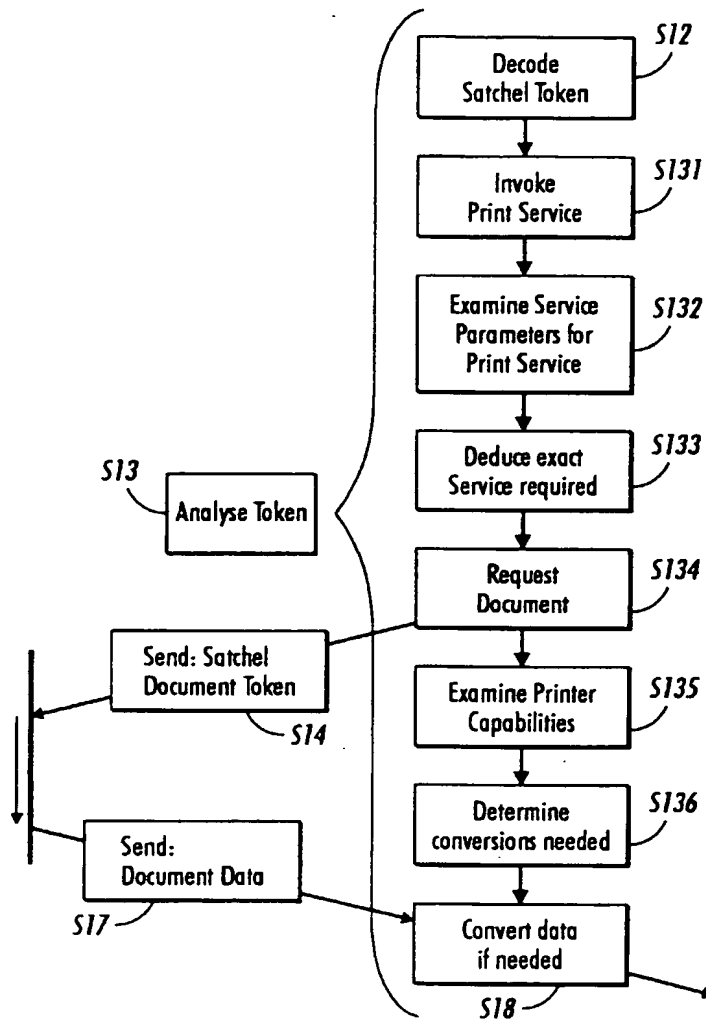 S12
Decode
Satchel Token
S131
Invoke
Print Service
S132
Examine Service
Parameters for
Print Service
S133
Deduce exact
Service required
S13
Analyse Token
S134
Request
Document
Send: Satchel
Document Token
S14
S135
Examine Printer
Capabilities
S136
Determine
conversions needed
Send:
Document Data
S17
Convert data
if needed
S18